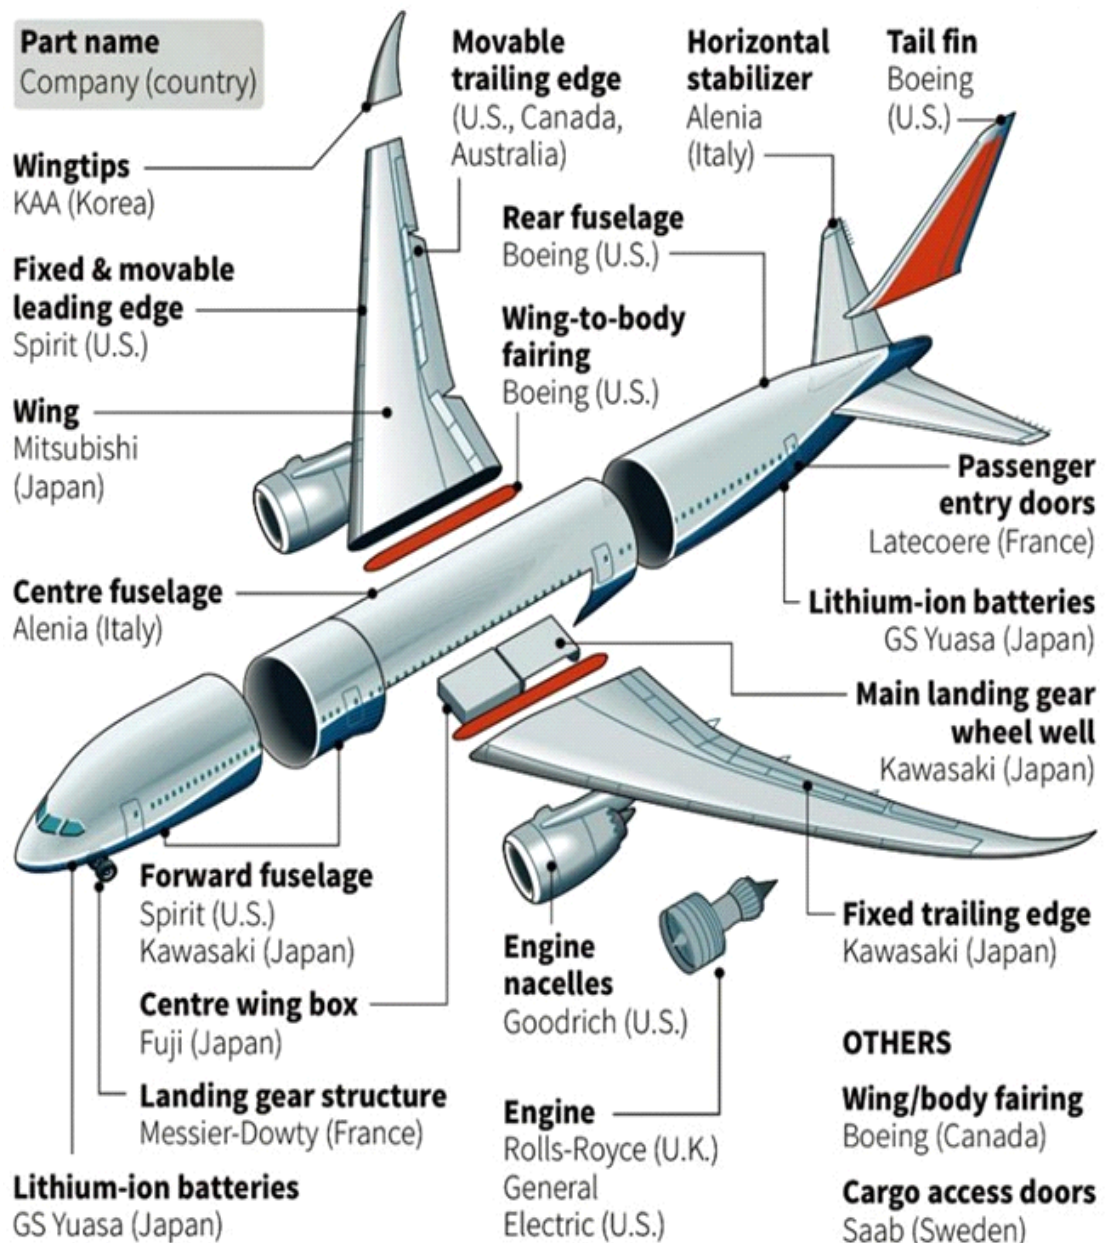 Part name
Company (country)
Movable
trailing edge
(U.S., Canada,
Australia)
Horizontal
stabilizer
Alenia
(Italy)
Tail fin
Boeing
(U.S.)
Wingtips
KAA (Korea)
Rear fuselage
Boeing (U.S.)
Fixed & movable
leading edge
Spirit (U.S.)
Wing-to-body
fairing
Boeing (U.S.)
Wing
Mitsubishi
(Japan)
Passenger
entry doors
Latecoere (France)
Centre fuselage
Alenia (Italy)
Lithium-ion batteries
GS Yuasa (Japan)
Main landing gear
wheel well
Kawasaki (Japan)
Forward fuselage
Spirit (U.S.)
Kawasaki (Japan)
Fixed trailing edge
Kawasaki (Japan)
Engine
nacelles
Goodrich (U.S.)
Centre wing box
Fuji (Japan)
Landing gear structure
Messier-Dowty (France)
Lithium-ion batteries
GS Yuasa (Japan)
Engine
Rolls-Royce (U.K.)
General
Electric (U.S.)
OTHERS
Wing/body fairing
Boeing (Canada)
Cargo access doors
Saab (Sweden)